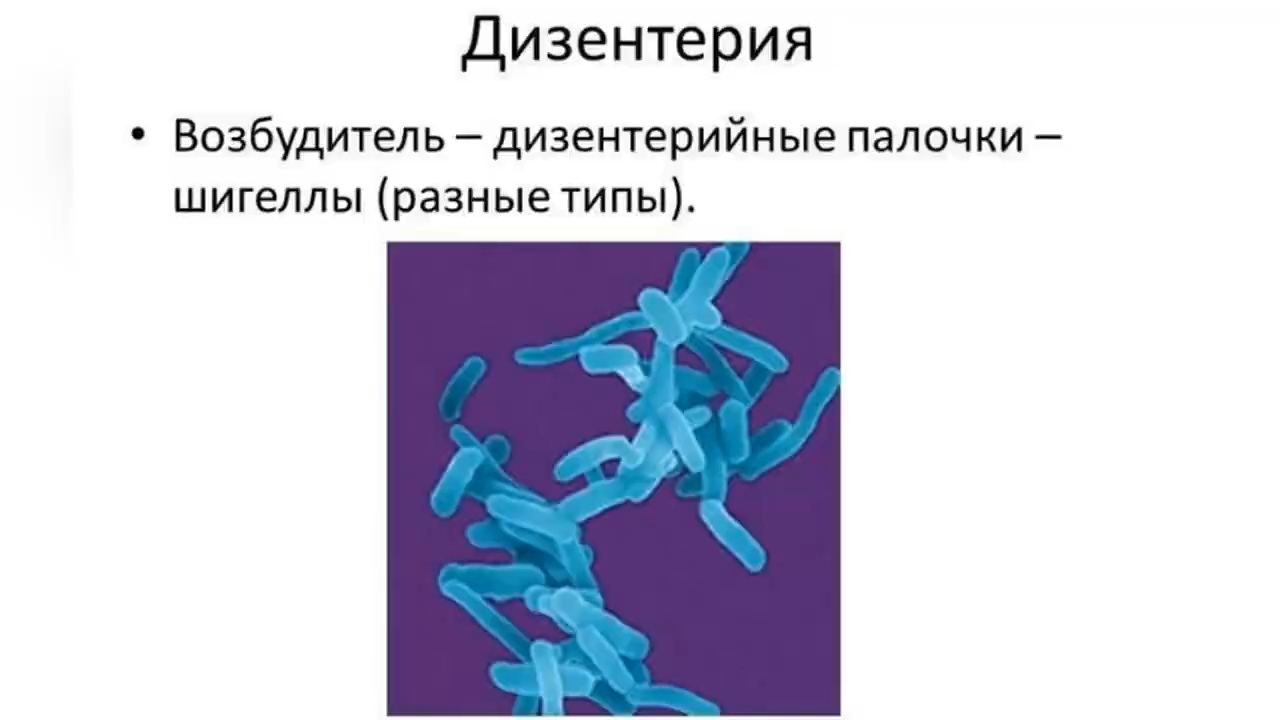 Дизентерия
• Возбудитель – дизентерийные палочки –
шигеллы (разные типы).